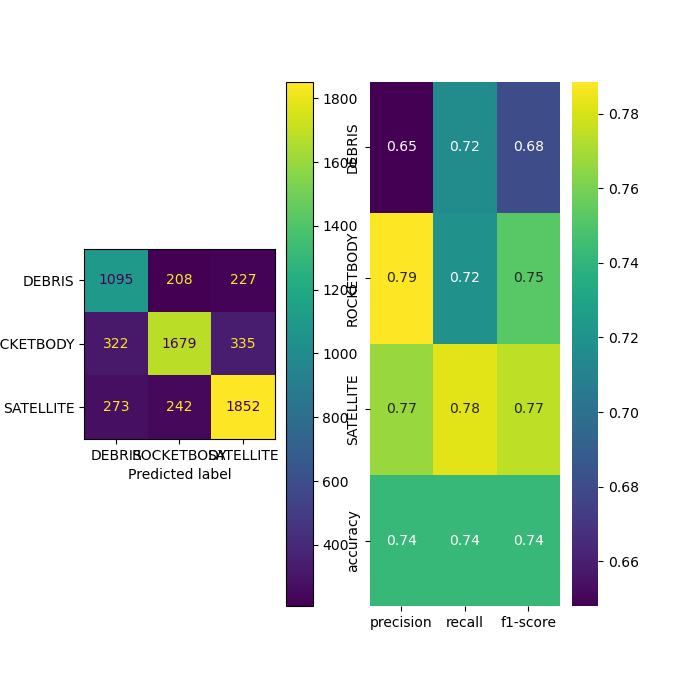 DEBRIS 1095 208 227
CKETBODY 322 1679 335
SATELLITE 273 242 1852
DEBRIS ROCKETBODY SATELLITE
Predicted label
1800
1600
1400
1200
1000
800
600
400
DEBRIS 0.65 0.72 0.68
ROCKETBODY 0.79 0.72 0.75
SATELLITE 0.77 0.78 0.77
accuracy 0.74 0.74 0.74
precision recall f1-score
0.78
0.76
0.74
0.72
0.70
0.68
0.66